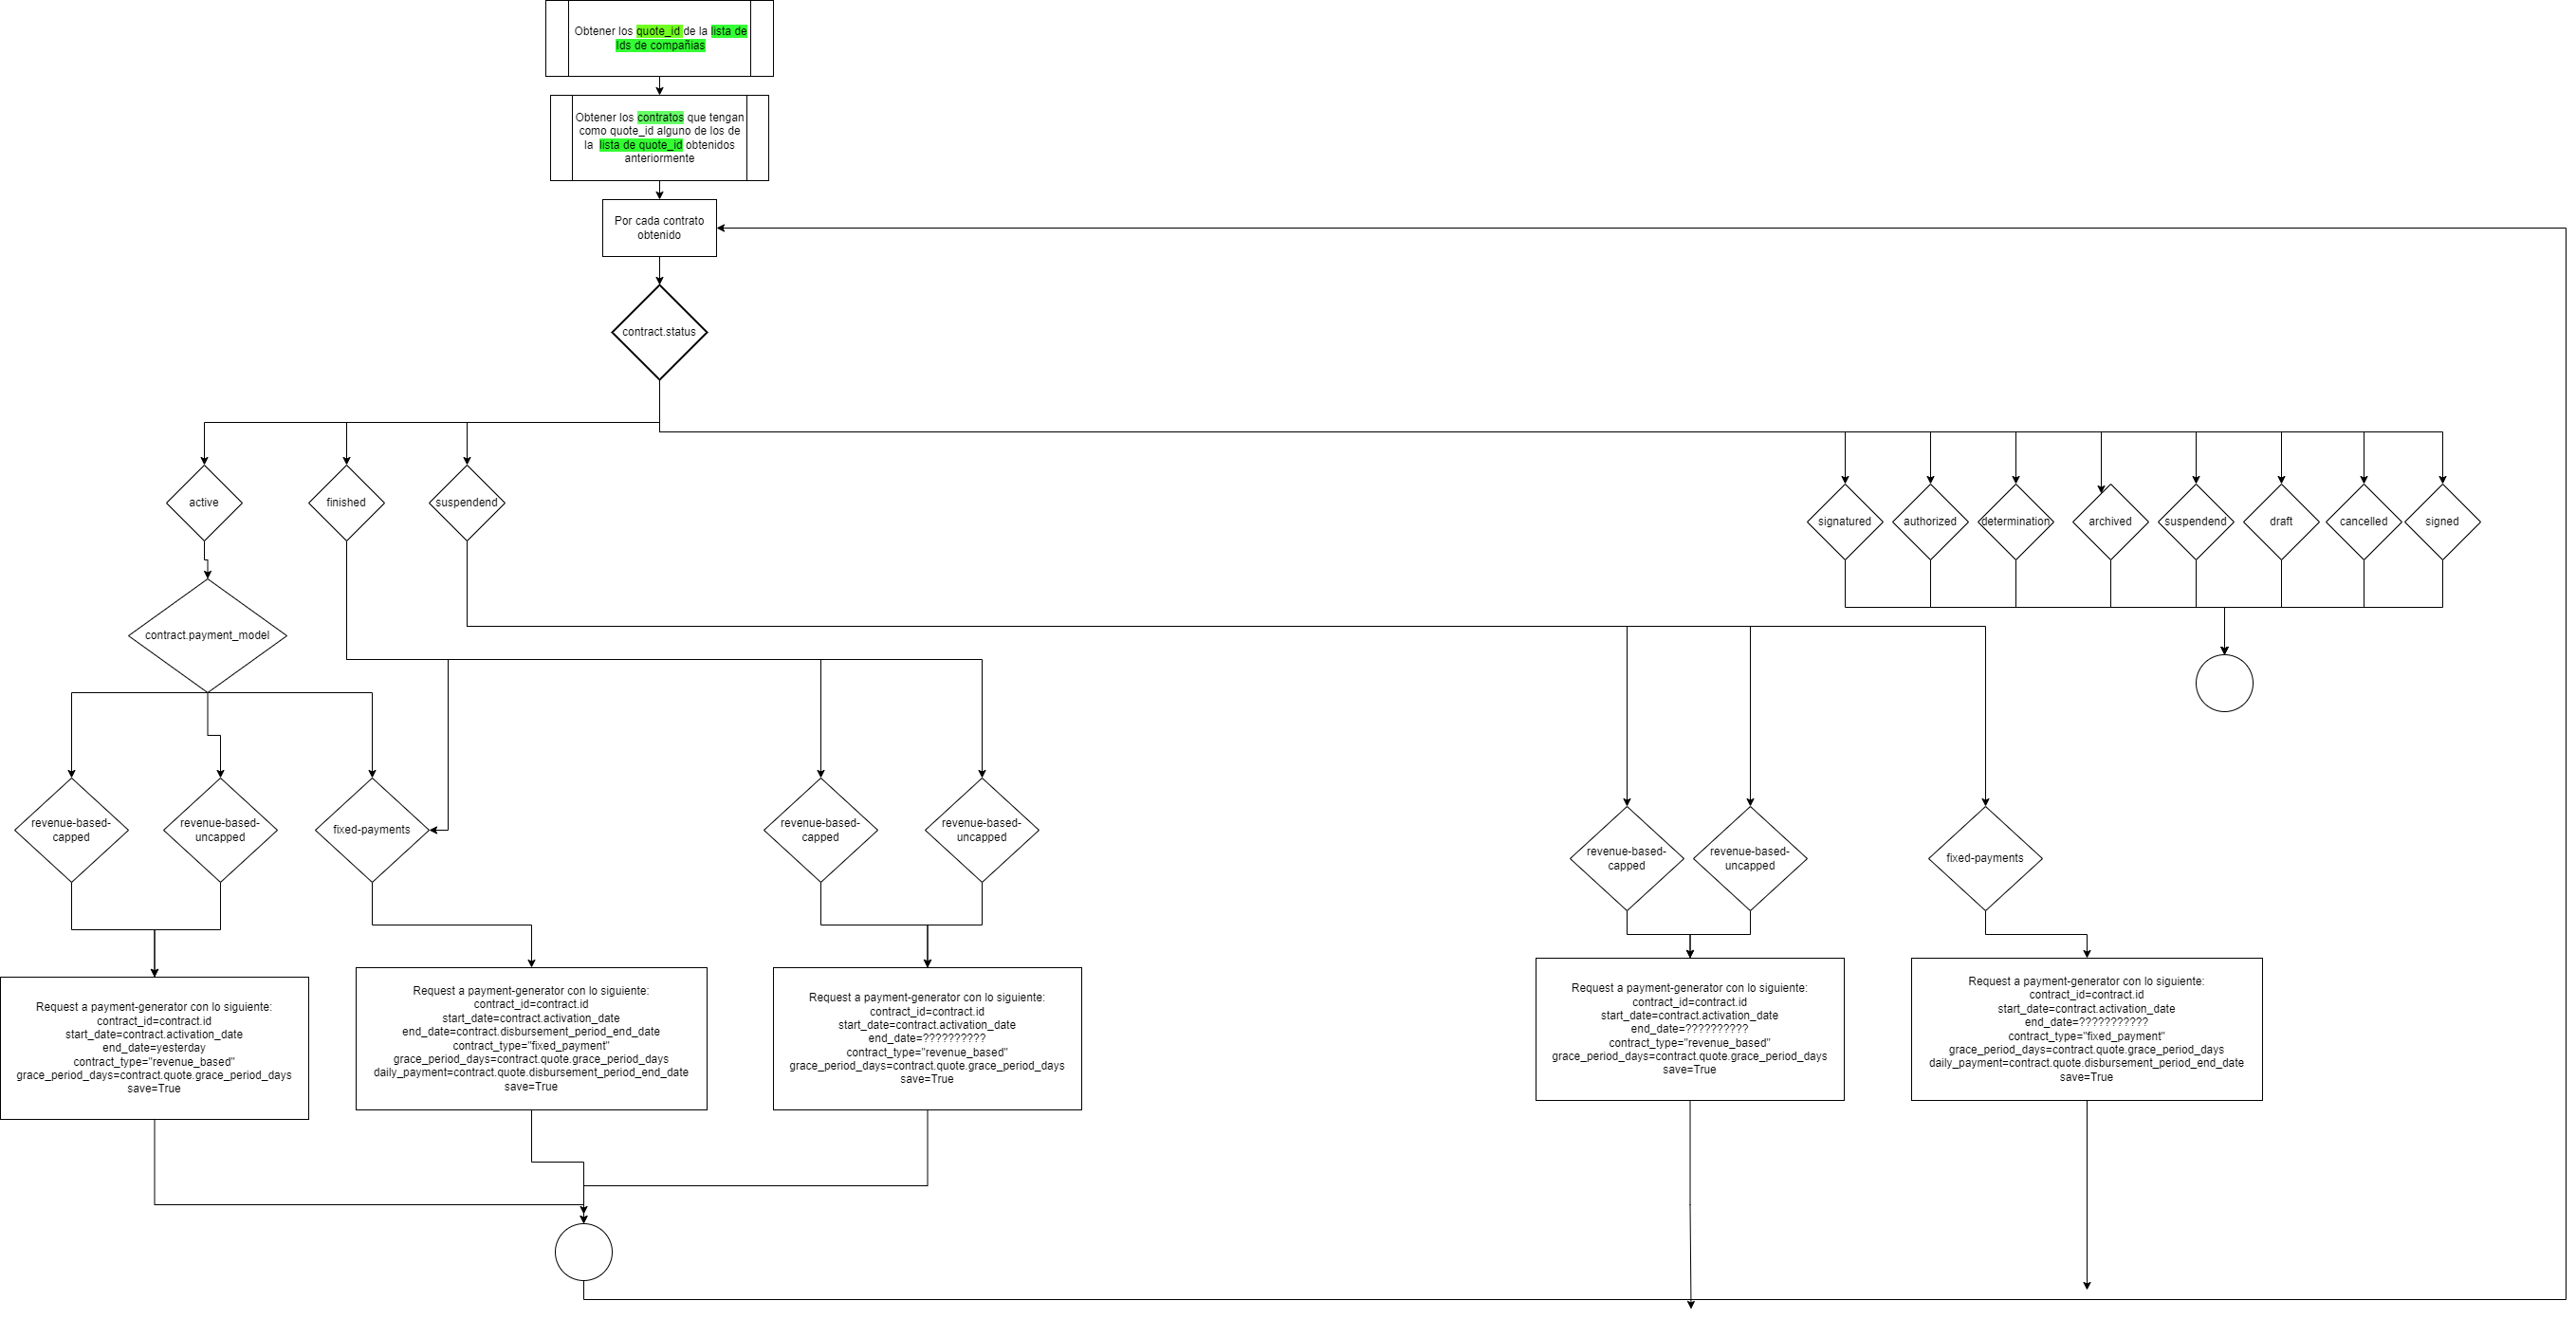 Obtener los quote_id de la lista de
Ids de compañias
Obtener los contratos que tengan
como quote_id alguno de los de
la lista de quote_id obtenidos
anteriormente
Por cada contrato
obtenido
contract.status
active
finished
suspendend
signatured
authorized
determination
archived
suspendend
draft
cancelled
signed
contract.payment_model
revenue-based-
capped
revenue-based-
uncapped
fixed-payments
revenue-based-
capped
revenue-based-
uncapped
revenue-based-
capped
revenue-based-
uncapped
fixed-payments
Request a payment-generator con lo siguiente:
contract_id=contract.id
start_date=contract.activation_date
end_date=yesterday
contract_type="revenue_based"
grace_period_days=contract.quote.grace_period_days
save=True
Request a payment-generator con lo siguiente:
contract_id=contract.id
start_date=contract.activation_date
end_date=contract.disbursement_period_end_date
contract_type="fixed_payment"
grace_period_days=contract.quote.grace_period_days
daily_payment=contract.quote.disbursement_period_end_date
save=True
Request a payment-generator con lo siguiente:
contract_id=contract.id
start_date=contract.activation_date
end_date=??????????
contract_type="revenue_based"
grace_period_days=contract.quote.grace_period_days
save=True
Request a payment-generator con lo siguiente:
contract_id=contract.id
start_date=contract.activation_date
end_date=??????????
contract_type="revenue_based"
grace_period_days=contract.quote.grace_period_days
save=True
Request a payment-generator con lo siguiente:
contract_id=contract.id
start_date=contract.activation_date
end_date=???????????
contract_type="fixed_payment"
grace_period_days=contract.quote.grace_period_days
daily_payment=contract.quote.disbursement_period_end_date
save=True